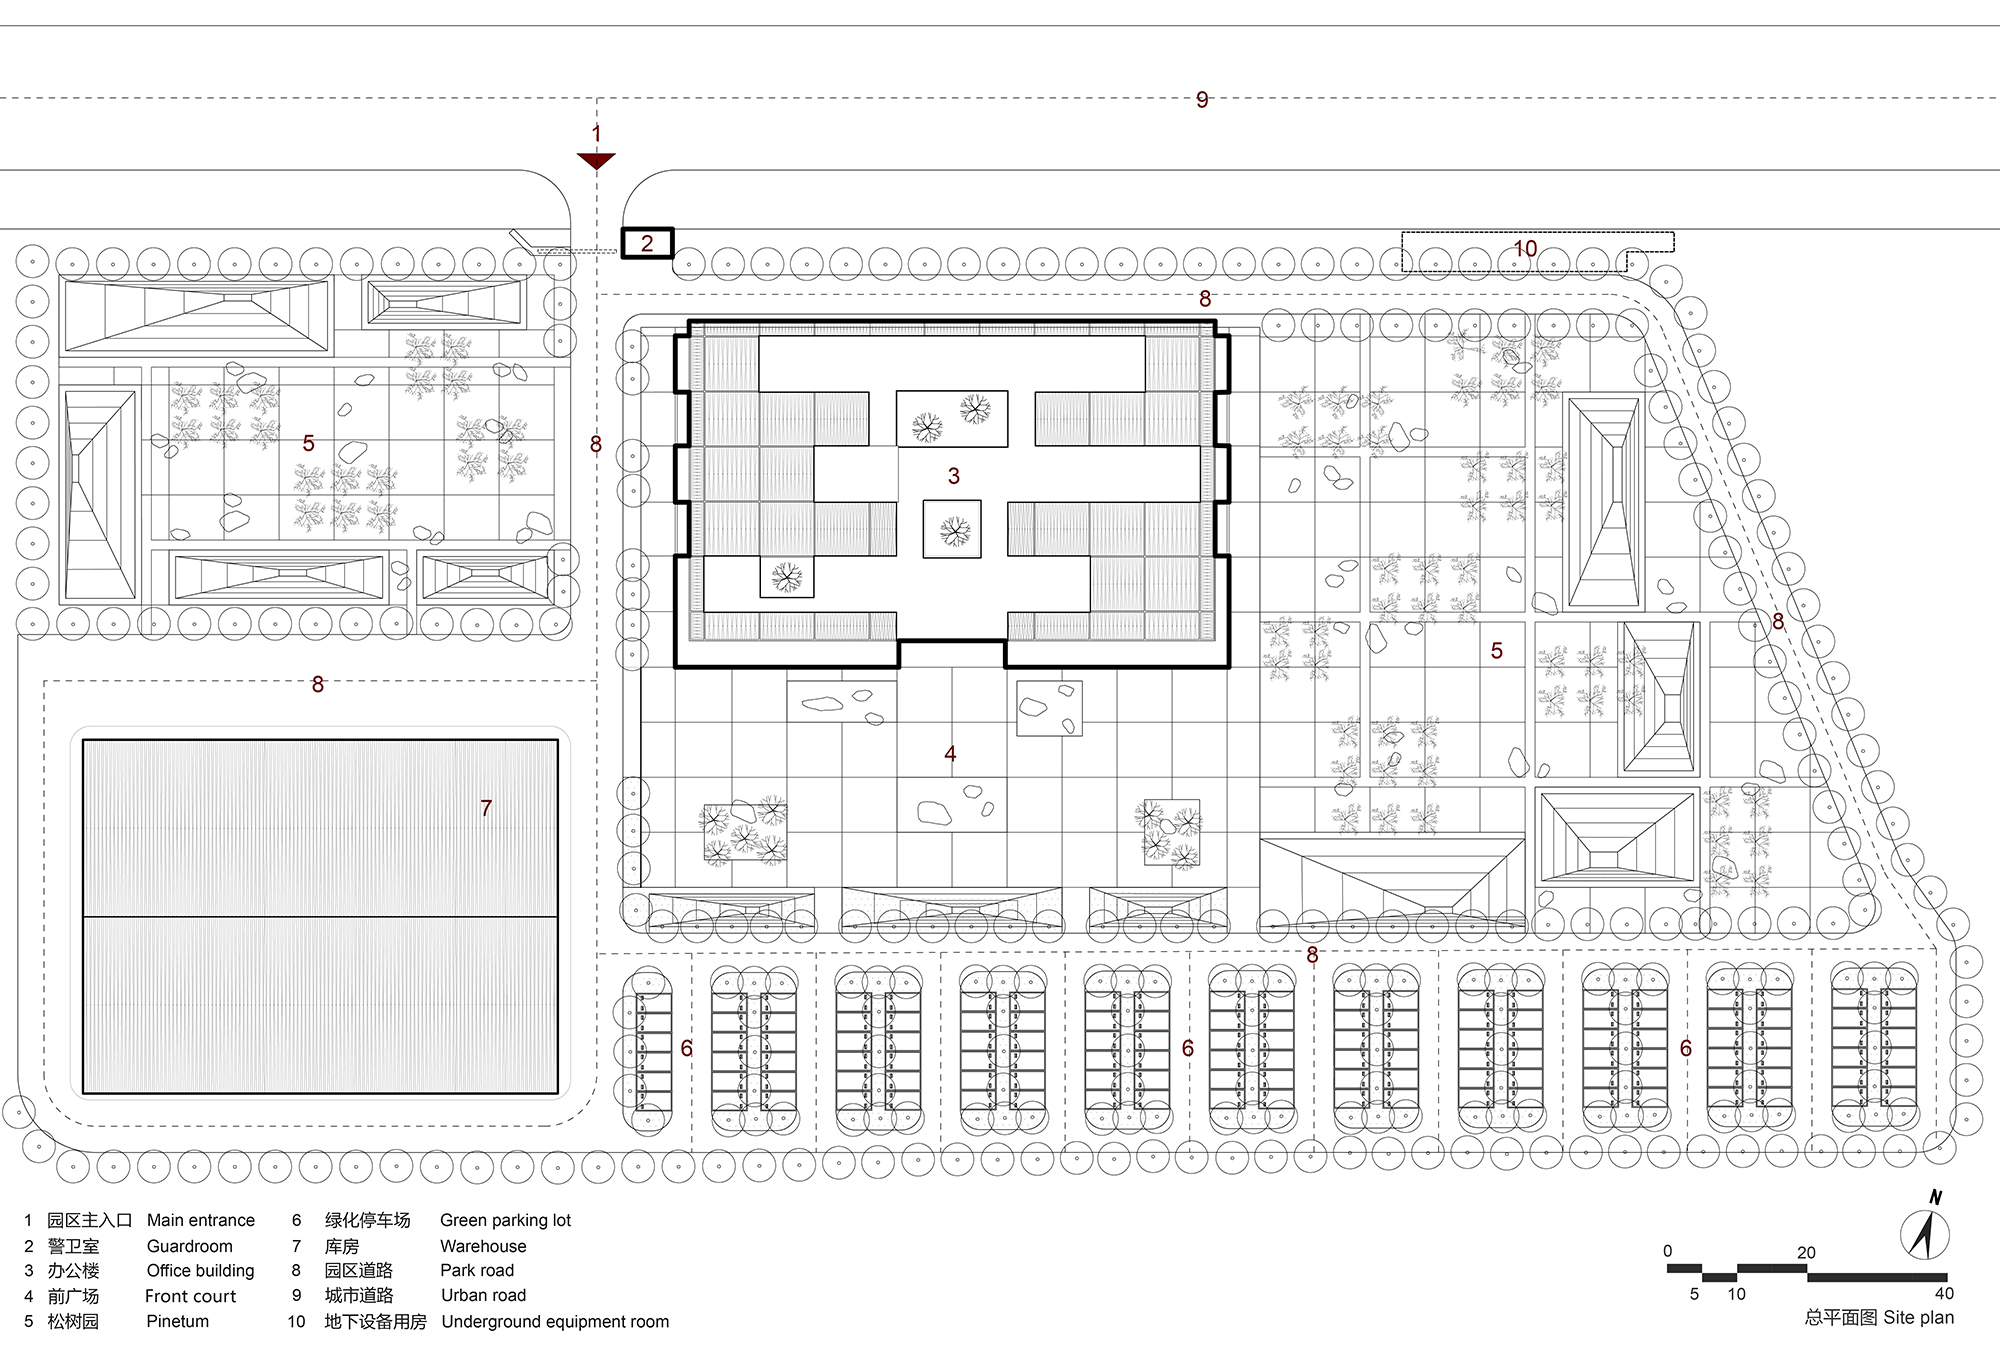 9
1
2
10
8
5
8
3
8
5
8
4
7
8
6
6
6
1 园区主入口 Main entrance
2 警卫室 Guardroom
3 办公楼 Office building
4 前广场 Front court
5 松树园 Pinetum
6 绿化停车场 Green parking lot
7 库房 Warehouse
8 园区道路 Park road
9 城市道路 Urban road
10 地下设备用房 Underground equipment room
N
0 20
5 10 40
总平面图 Site plan